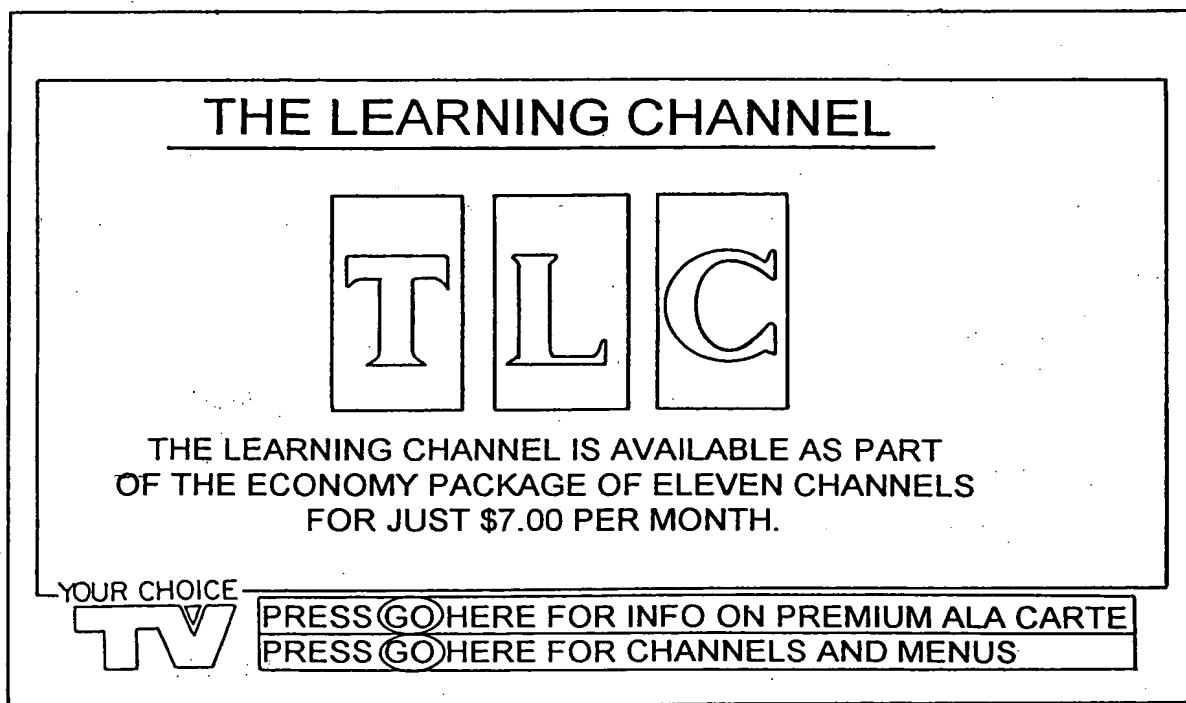 THE LEARNING CHANNEL
T L C
THE LEARNING CHANNEL IS AVAILABLE AS PART
OF THE ECONOMY PACKAGE OF ELEVEN CHANNELS
FOR JUST $7.00 PER MONTH.
YOUR CHOICE
TV
PRESS GO HERE FOR INFO ON PREMIUM ALA CARTE
PRESS GO HERE FOR CHANNELS AND MENUS